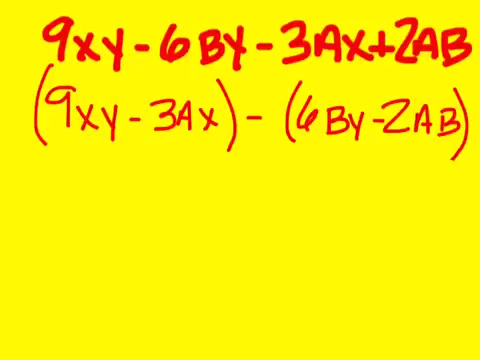 9xy - 6By - 3Ax + 2AB
(9xy - 3Ax) - (6By - 2AB)